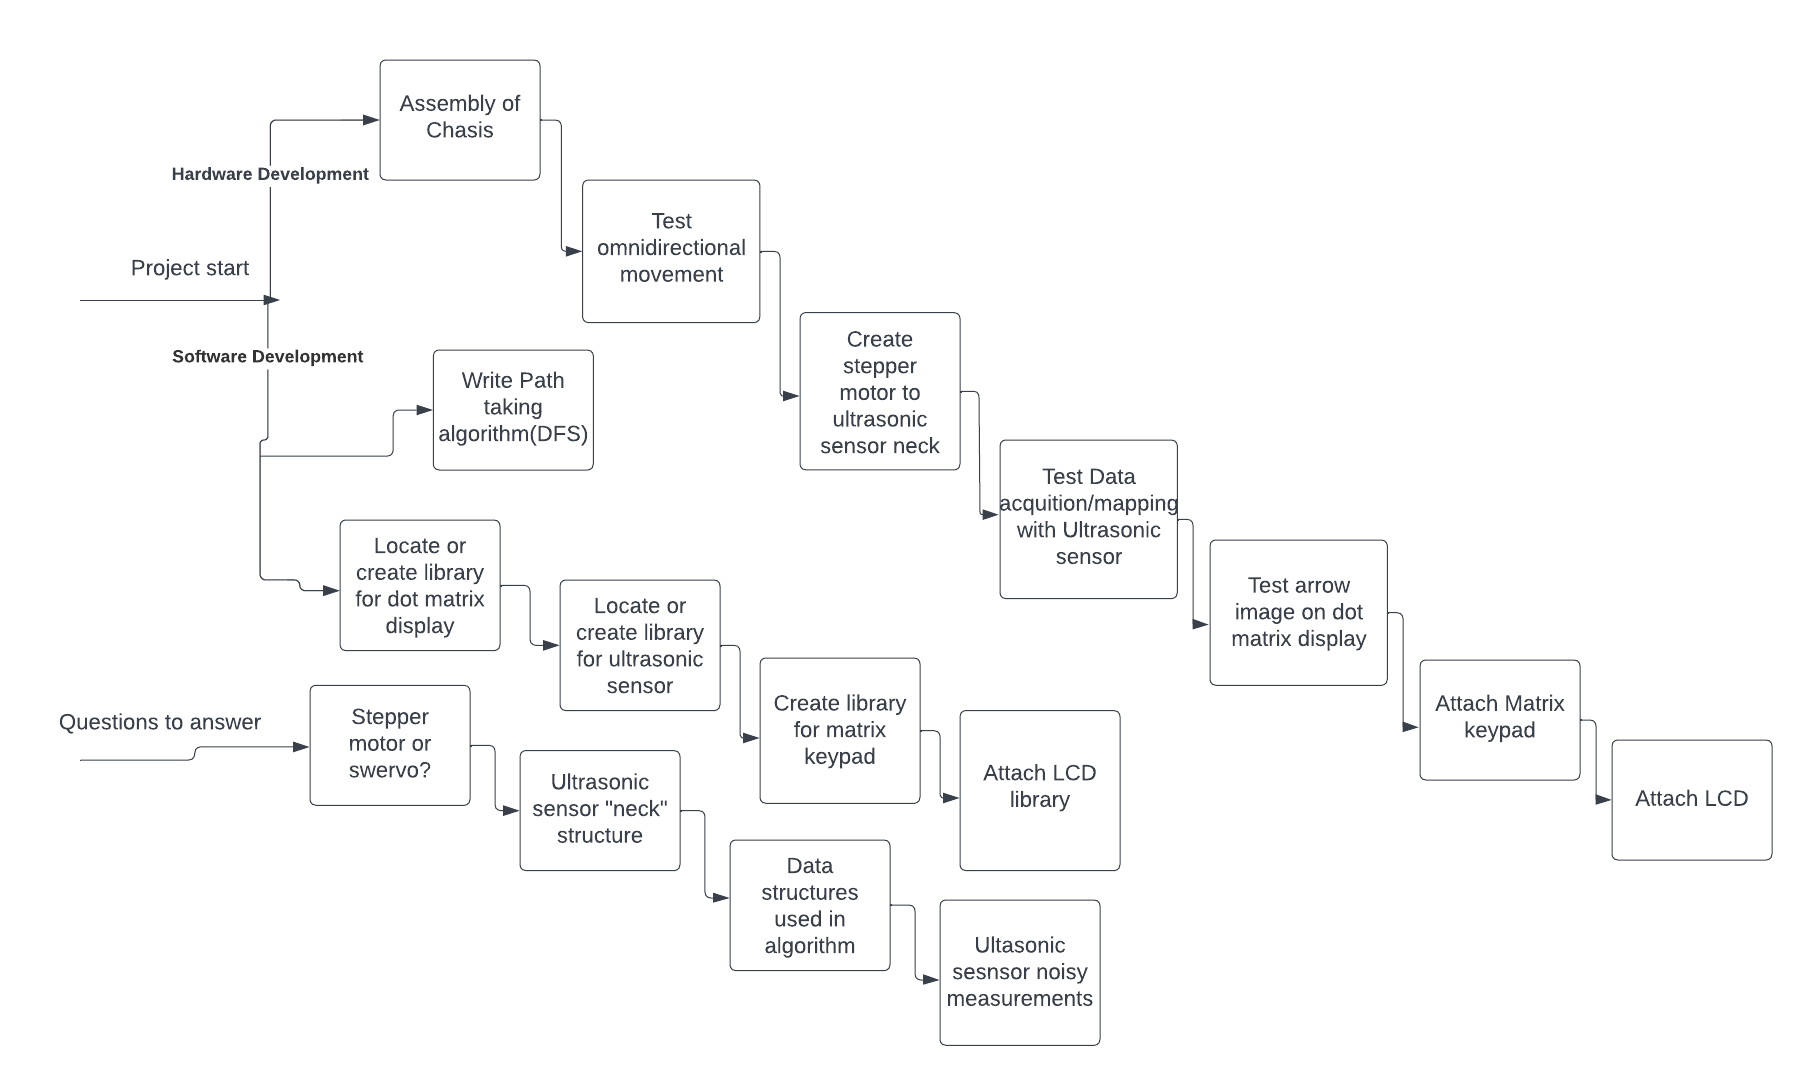 Assembly of
Chasis
Hardware Development
Test
omnidirectional
movement
Project start
Create
stepper
motor to
ultrasonic
sensor neck
Software Development
Write Path
taking
algorithm(DFS)
Test Data
acquition/mapping
with Ultrasonic
sensor
Locate or
create library
for dot matrix
display
Locate or
create library
for ultrasonic
sensor
Test arrow
image on dot
matrix display
Create library
for matrix
keypad
Attach Matrix
keypad
Questions to answer
Stepper
motor or
swervo?
Ultrasonic
sensor "neck"
structure
Attach LCD
library
Attach LCD
Data
structures
used in
algorithm
Ultasonic
sesnsor noisy
measurements